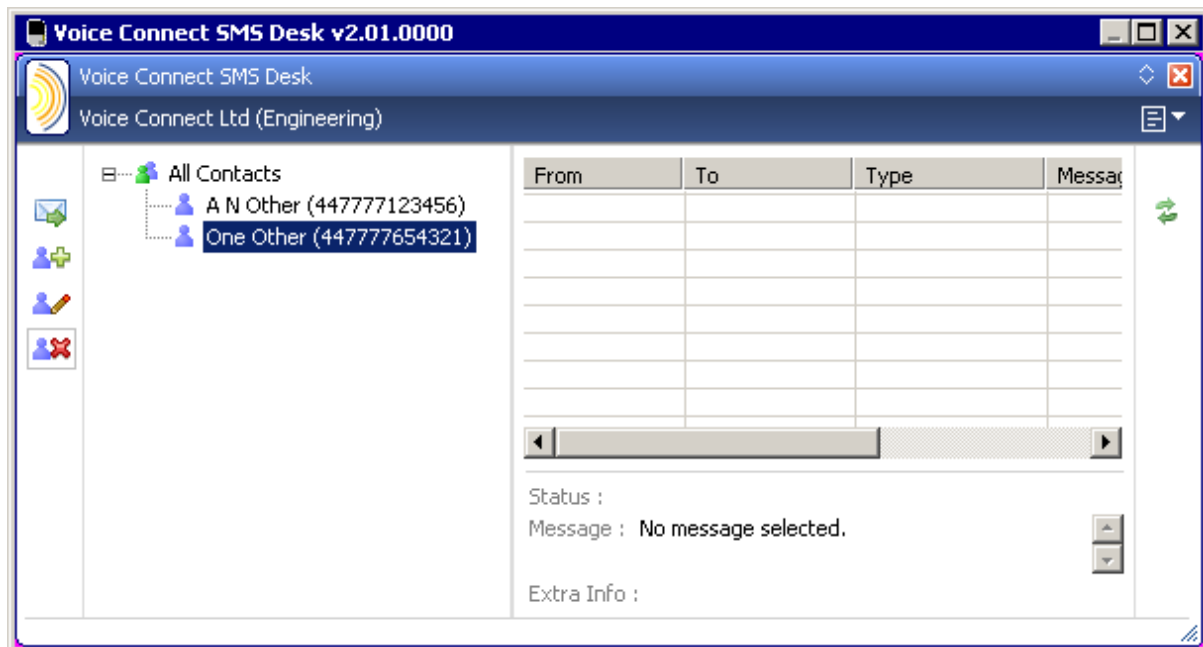 Voice Connect SMS Desk v2.01.0000
Voice Connect SMS Desk
Voice Connect Ltd (Engineering)
All Contacts
A N Other (447777123456)
One Other (447777654321)
From To Type Messag
Status :
Message : No message selected.
Extra Info :